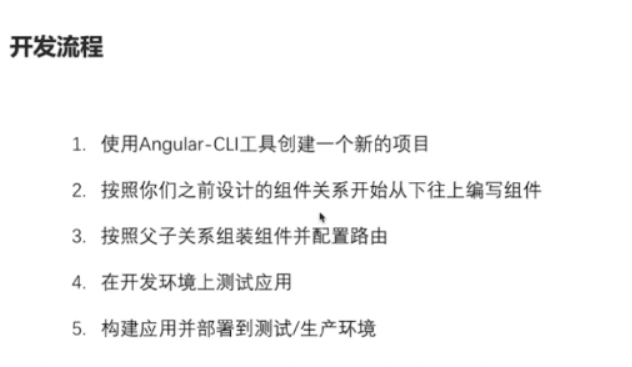 开发流程
1. 使用Angular-CLI工具创建一个新的项目
2. 按照你们之前设计的组件关系开始从下往上编写组件
3. 按照父子关系组装组件并配置路由
4. 在开发环境上测试应用
5. 构建应用并部署到测试/生产环境